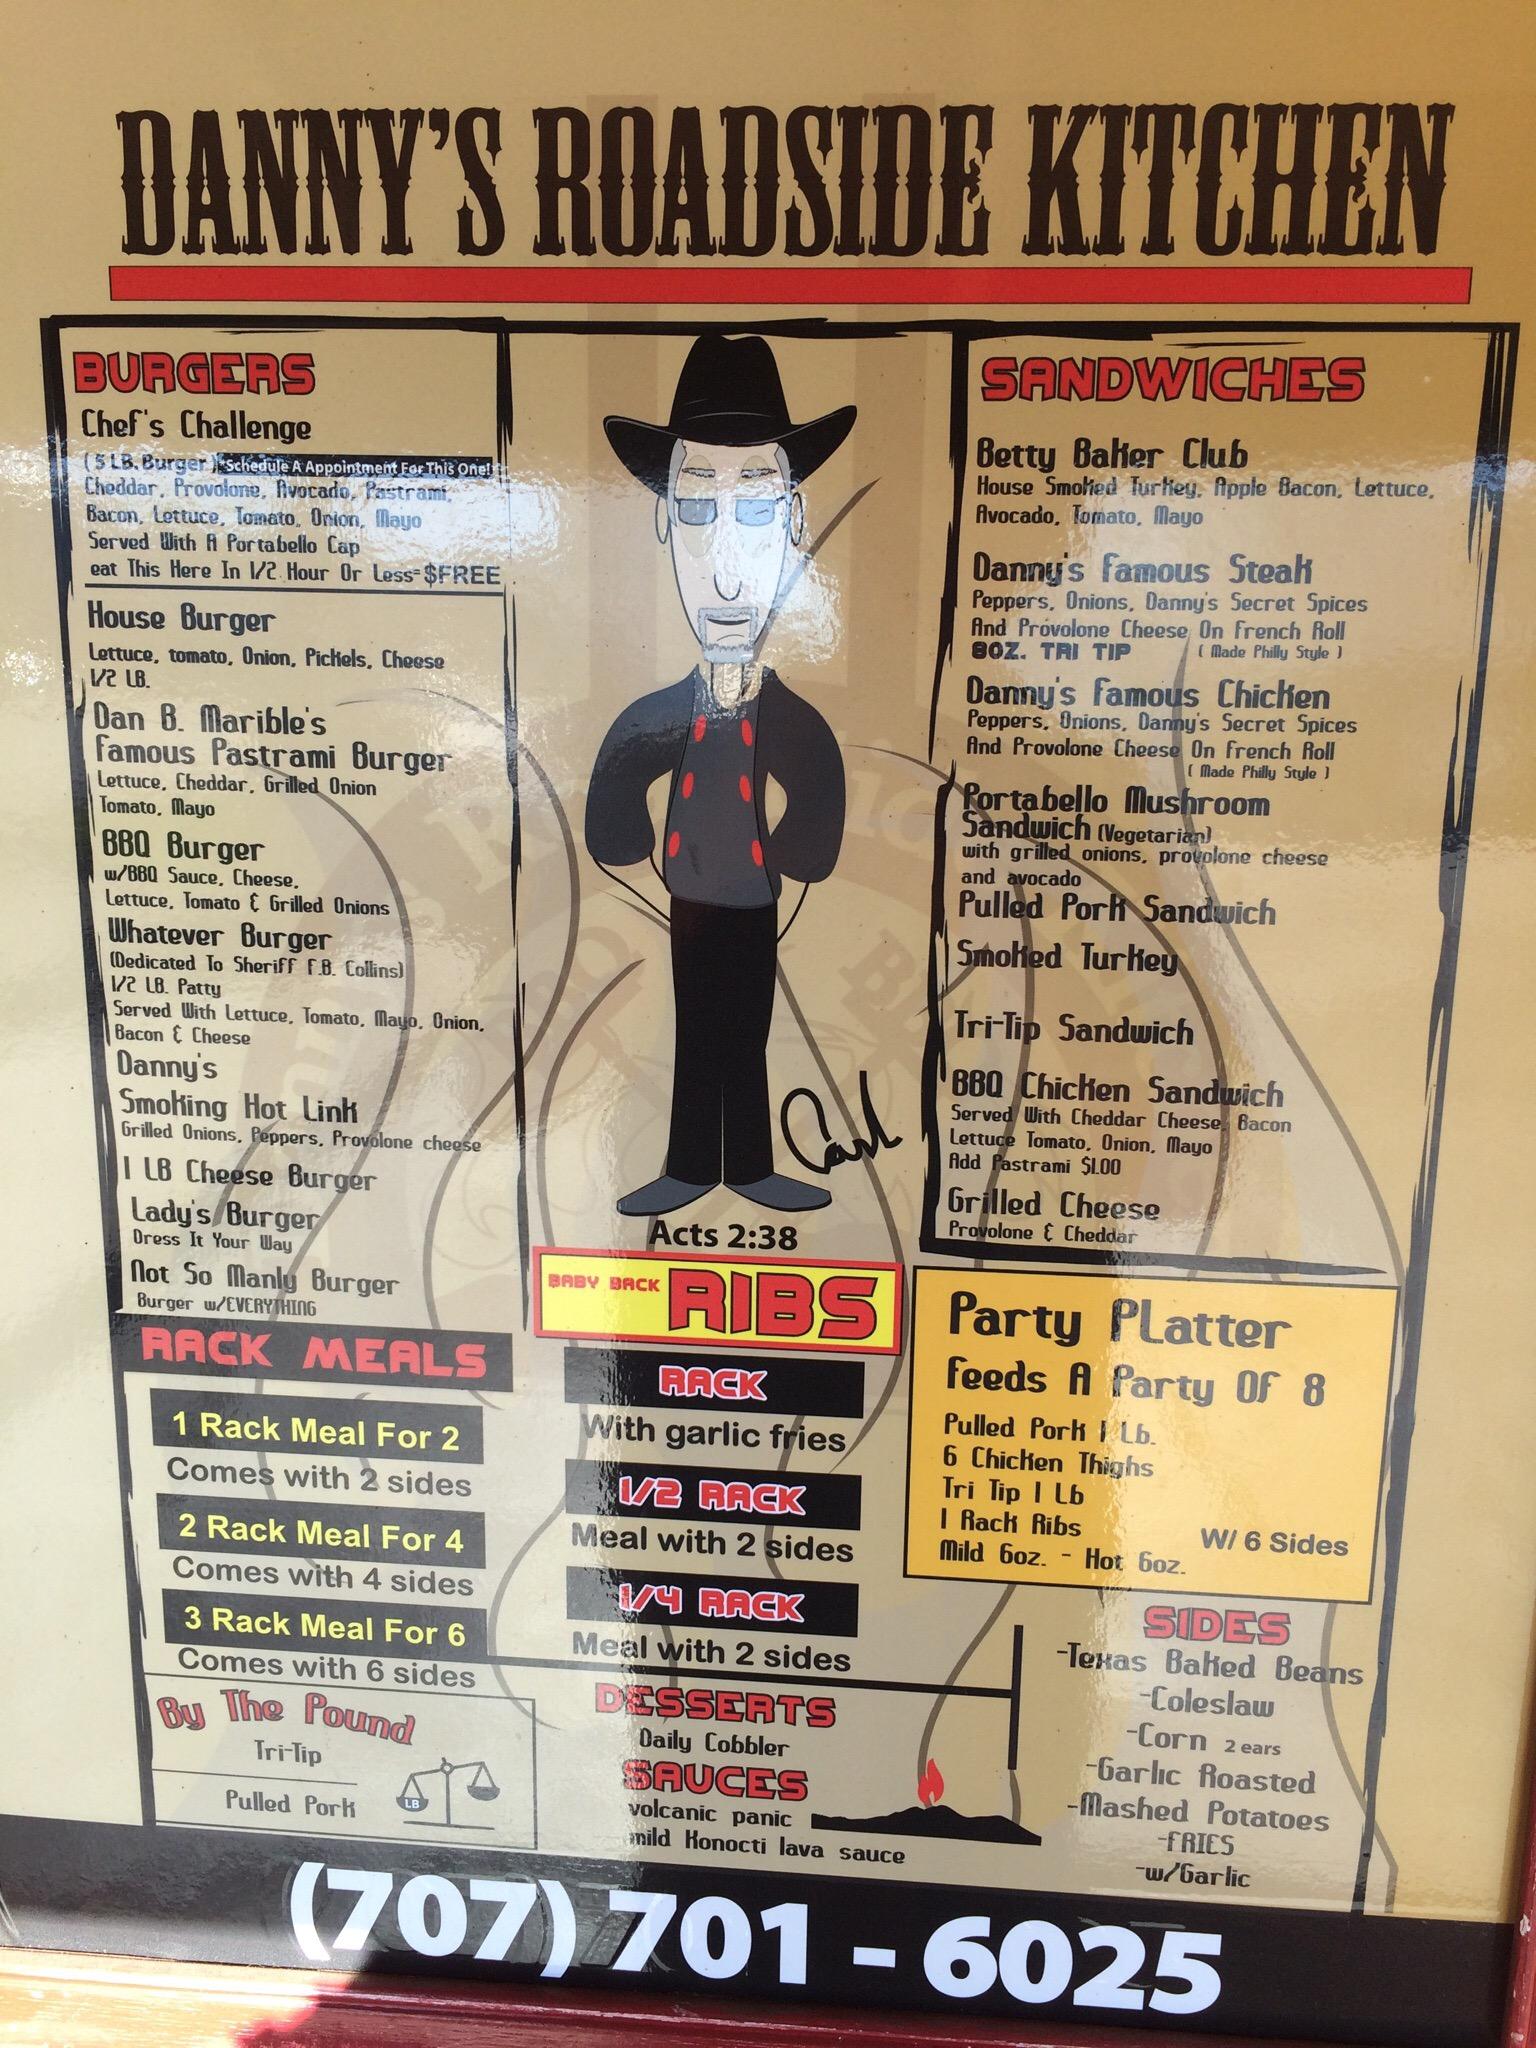 DANNY'S ROADSIDE KITCHEN
BURGERS
Chef's Challenge
(5 LB. Burger) Schedule A Appointment For This One!
Cheddar, Provolone, Avocado, Pastrami,
Bacon, Lettuce, Tomato, Onion, Mayo
Served With A Portabello Cap
eat This Here In 1/2 Hour Or Less=$FREE
House Burger
Lettuce, tomato, Onion, Pickels, Cheese
1/2 LB.
Dan B. Marible's
Famous Pastrami Burger
Lettuce, Cheddar, Grilled Onion
Tomato, Mayo
BBQ Burger
w/BBQ Sauce, Cheese,
Lettuce, Tomato & Grilled Onions
Whatever Burger
(Dedicated To Sheriff F.B. Collins)
1/2 LB. Patty
Served With Lettuce, Tomato, Mayo, Onion,
Bacon & Cheese
Danny's
Smoking Hot Link
Grilled Onions, Peppers, Provolone cheese
1 LB Cheese Burger
Lady's Burger
Dress It Your Way
Not So Manly Burger
Burger w/EVERYTHING
RACK MEALS
1 Rack Meal For 2
Comes with 2 sides
2 Rack Meal For 4
Comes with 4 sides
3 Rack Meal For 6
Comes with 6 sides
By The Pound
Tri-Tip
Pulled Pork
LB
Acts 2:38
BABY BACK RIBS
RACK
With garlic fries
1/2 RACK
Meal with 2 sides
1/4 RACK
Meal with 2 sides
DESSERTS
Daily Cobbler
SAUCES
volcanic panic
mild Konocti lava sauce
SANDWICHES
Betty Baker Club
House Smoked Turkey, Apple Bacon, Lettuce,
Avocado, Tomato, Mayo
Danny's Famous Steak
Peppers, Onions, Danny's Secret Spices
And Provolone Cheese On French Roll
8OZ. TRI TIP ( Made Philly Style )
Danny's Famous Chicken
Peppers, Onions, Danny's Secret Spices
And Provolone Cheese On French Roll
( Made Philly Style )
Portabello Mushroom
Sandwich (Vegetarian)
with grilled onions, provolone cheese
and avocado
Pulled Pork Sandwich
Smoked Turkey
Tri-Tip Sandwich
BBQ Chicken Sandwich
Served With Cheddar Cheese, Bacon
Lettuce Tomato, Onion, Mayo
Add Pastrami $1.00
Grilled Cheese
Provolone & Cheddar
Party PLatter
Feeds A Party Of 8
Pulled Pork 1 Lb.
6 Chicken Thighs
Tri Tip 1 Lb
1 Rack Ribs
Mild 6oz. - Hot 6oz.
W/ 6 Sides
SIDES
-Texas Baked Beans
-Coleslaw
-Corn 2 ears
-Garlic Roasted
-Mashed Potatoes
-FRIES
-w/Garlic
(707) 701 - 6025